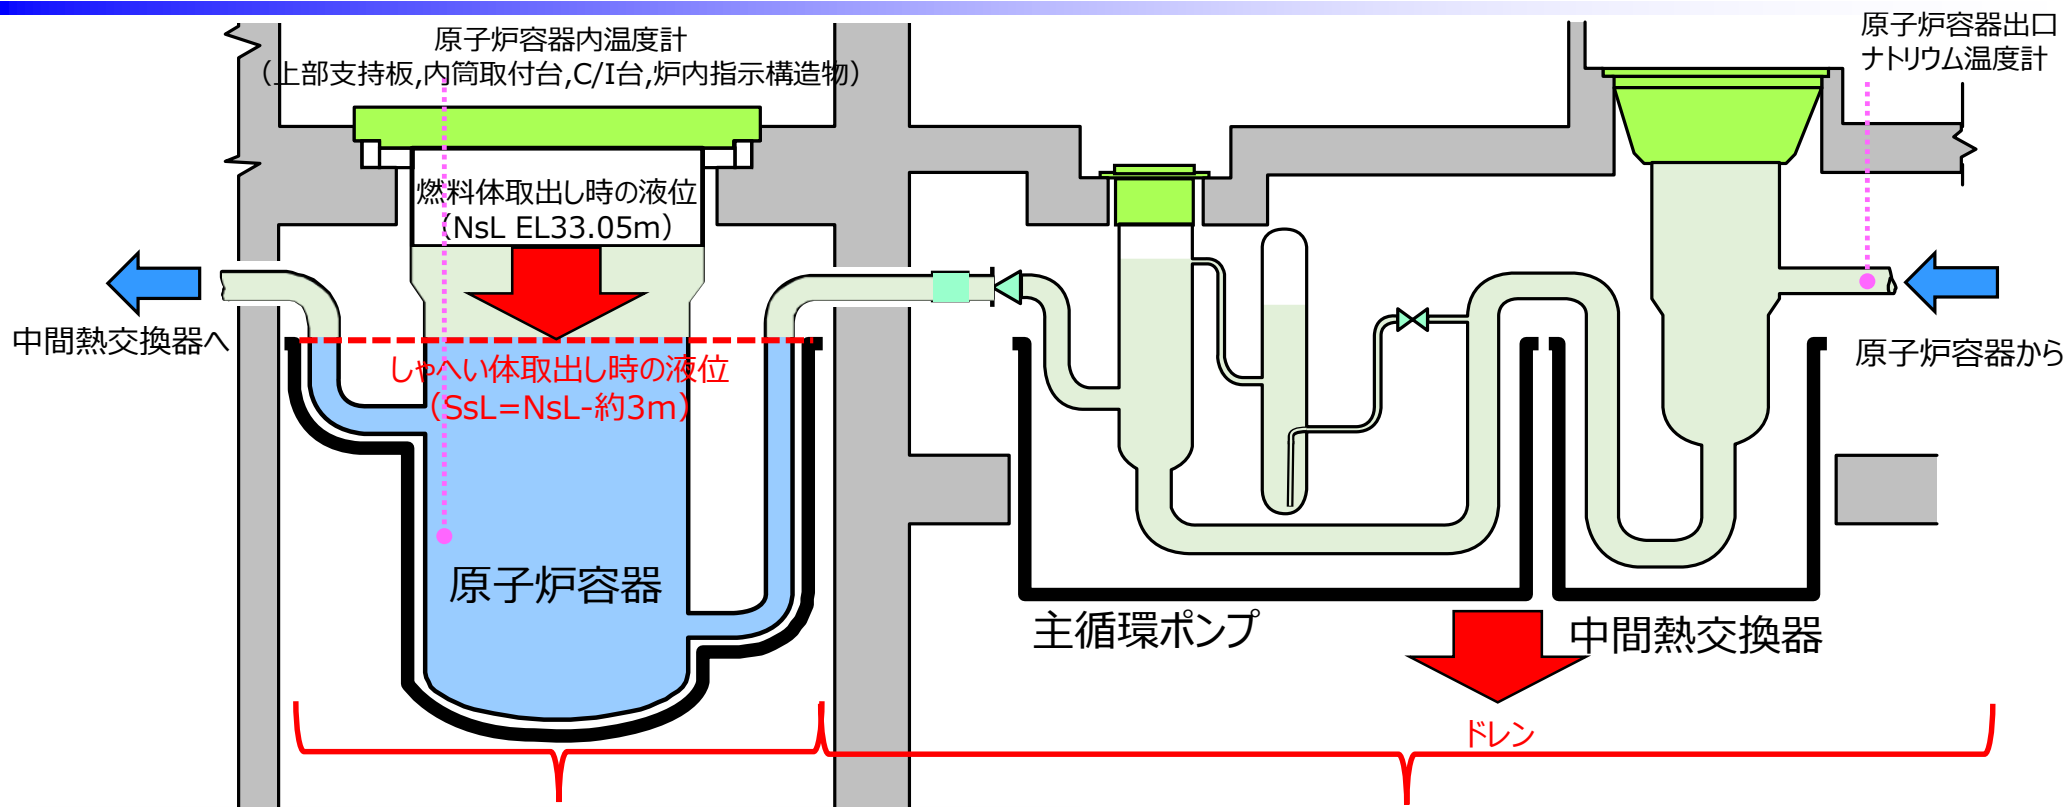 原子炉容器内温度計
（上部支持板,内筒取付台,C/I台,炉内指示構造物）
原子炉容器出口
ナトリウム温度計
燃料体取出し時の液位
（NsL EL33.05m）
中間熱交換器へ
しゃへい体取出し時の液位
（SsL=NsL-約3m）
原子炉容器から
原子炉容器
主循環ポンプ
中間熱交換器
ドレン